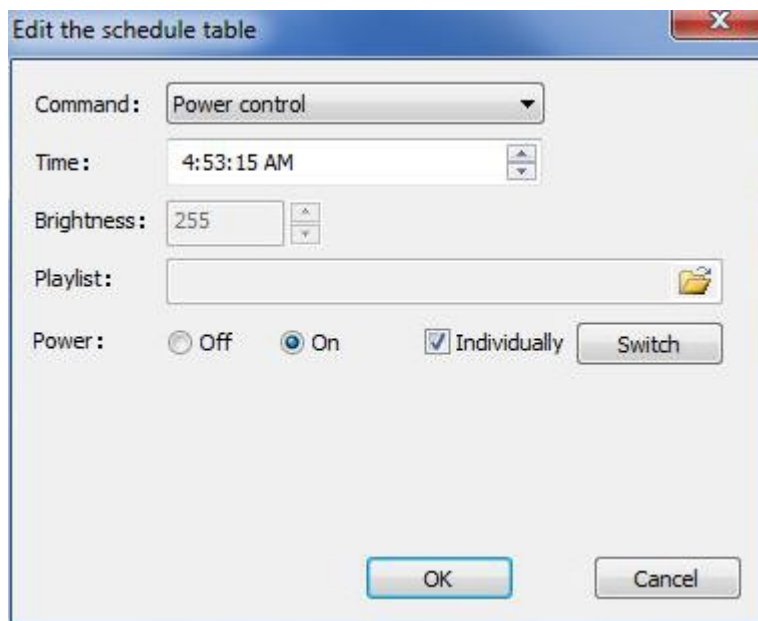 Edit the schedule table
Command: Power control
Time: 4:53:15 AM
Brightness: 255
Playlist:
Power: Off On Individually Switch
OK Cancel